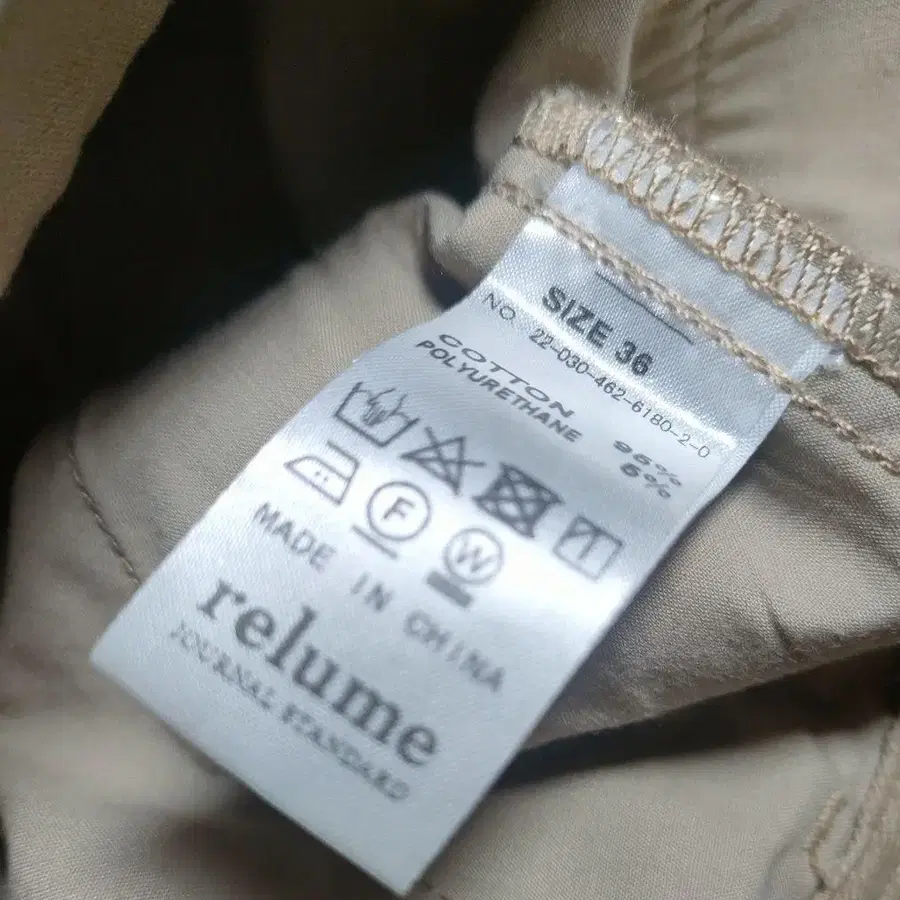 SIZE 36
NO. 22-030-462-6180-2-0
COTTON 95%
POLYURETHANE 5%
F W
MADE IN CHINA
relume
JOURNAL STANDARD